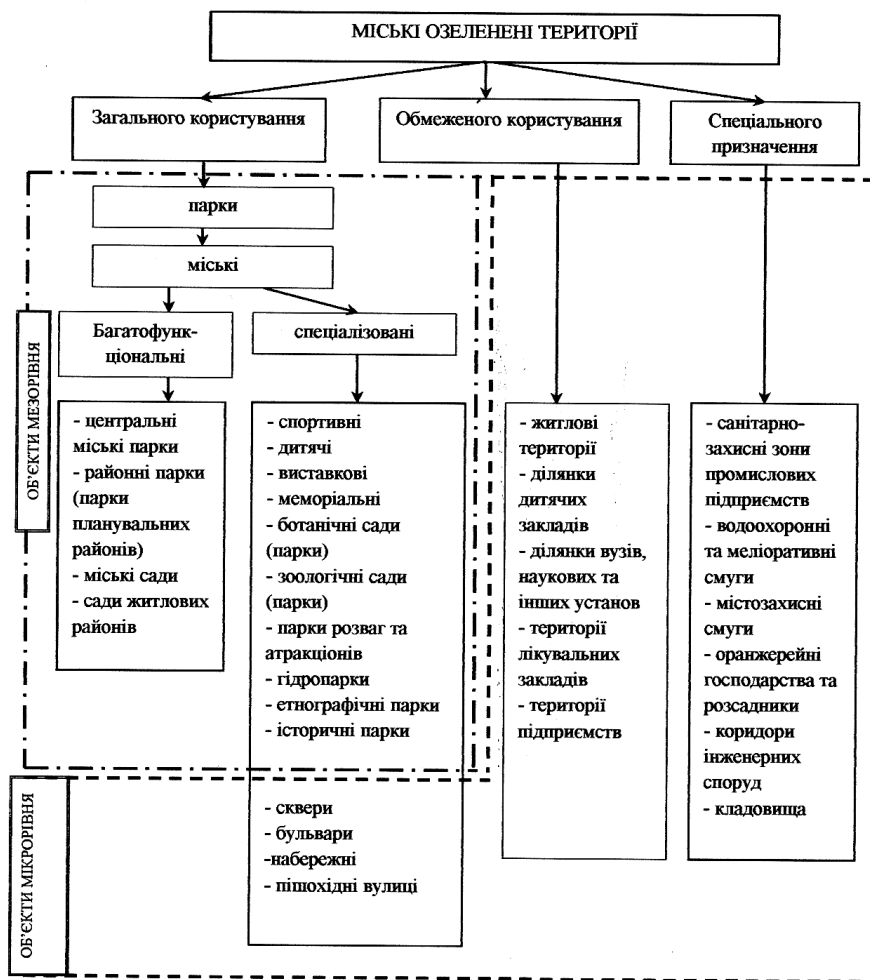 МІСЬКІ ОЗЕЛЕНЕНІ ТЕРИТОРІЇ
Загального користування
Обмеженого користування
Спеціального
призначення
парки
міські
Багатофунк-
ціональні
спеціалізовані
ОБ'ЄКТИ МЕЗОРІВНЯ
- центральні
міські парки
- районні парки
(парки
планувальних
районів)
- міські сади
- сади житлових
районів
- спортивні
- дитячі
- виставкові
- меморіальні
- ботанічні сади
(парки)
- зоологічні сади
(парки)
- парки розваг та
атракціонів
- гідропарки
- етнографічні парки
- історичні парки
- сквери
- бульвари
-набережні
- пішохідні вулиці
- житлові
території
- ділянки
дитячих
закладів
- ділянки вузів,
наукових та
інших установ
- території
лікувальних
закладів
- території
підприємств
- санітарно-
захисні зони
промислових
підприємств
- водоохоронні
та меліоративні
смуги
- містозахисні
смуги
- оранжерейні
господарства та
розсадники
- коридори
інженерних
споруд
- кладовища
ОБ'ЄКТИ МІКРОРІВНЯ